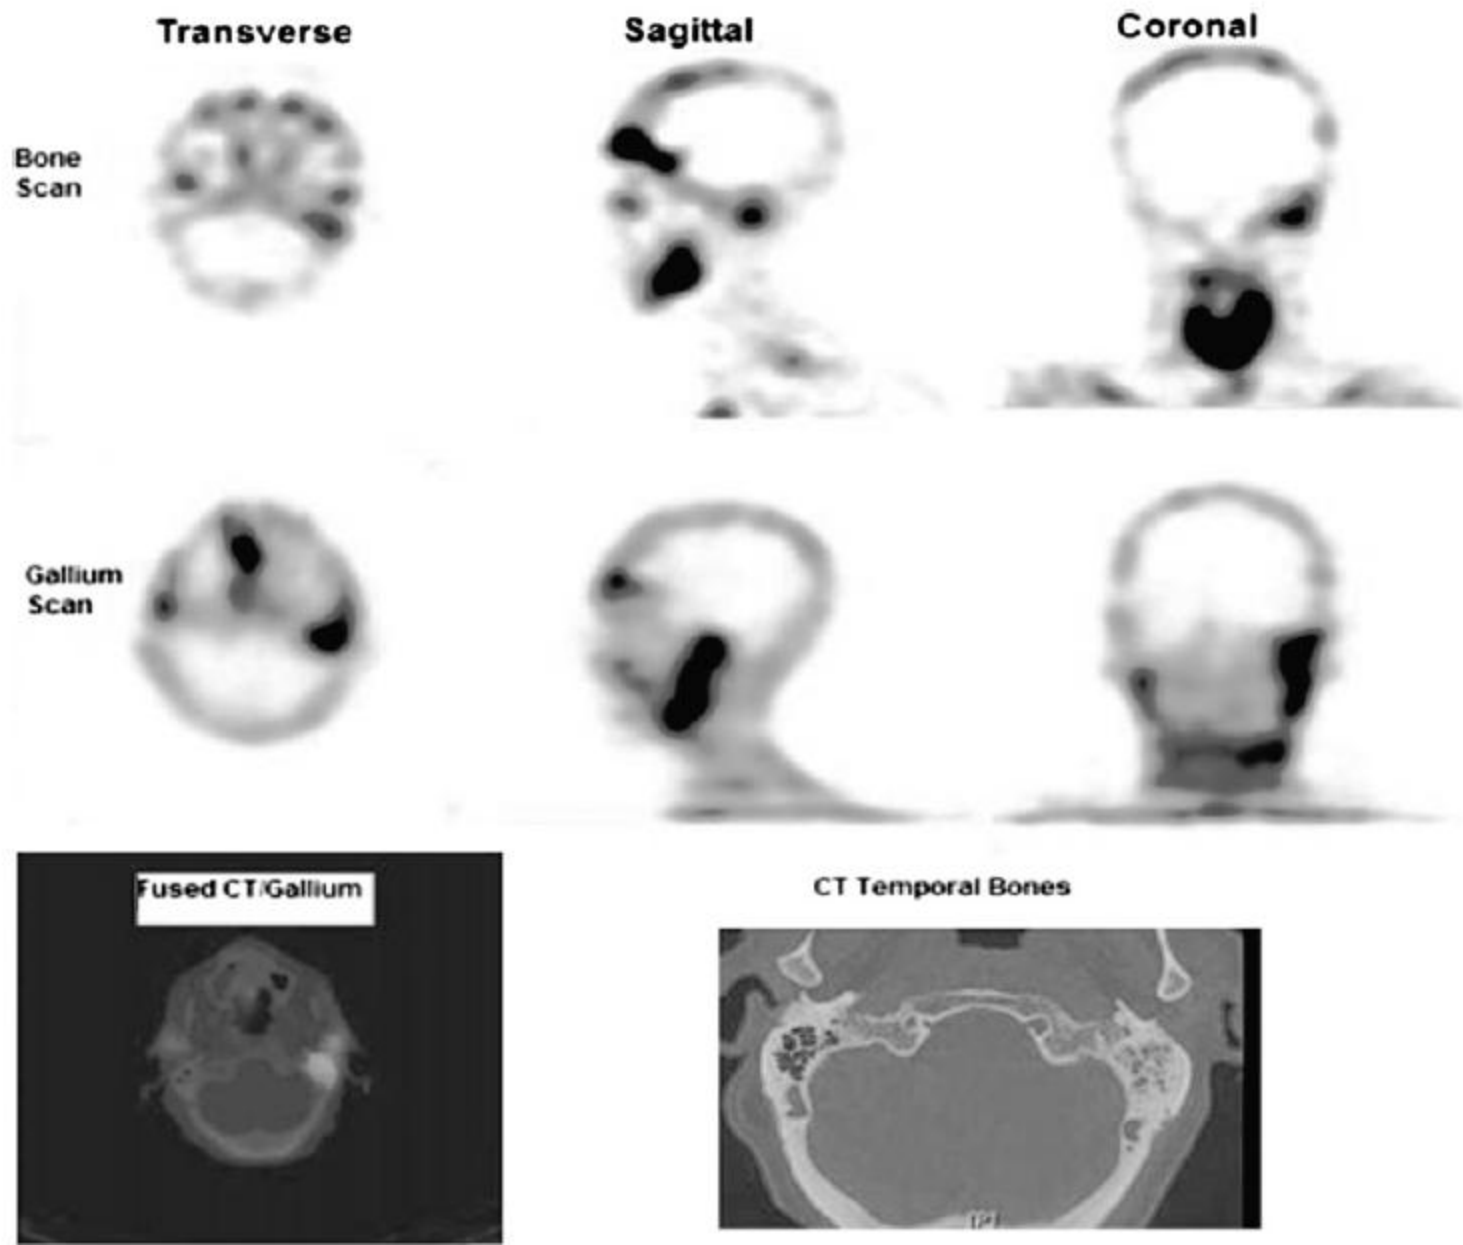 Transverse
Sagittal
Coronal
Bone
Scan
Gallium
Scan
Fused CT/Gallium
CT Temporal Bones
[P]